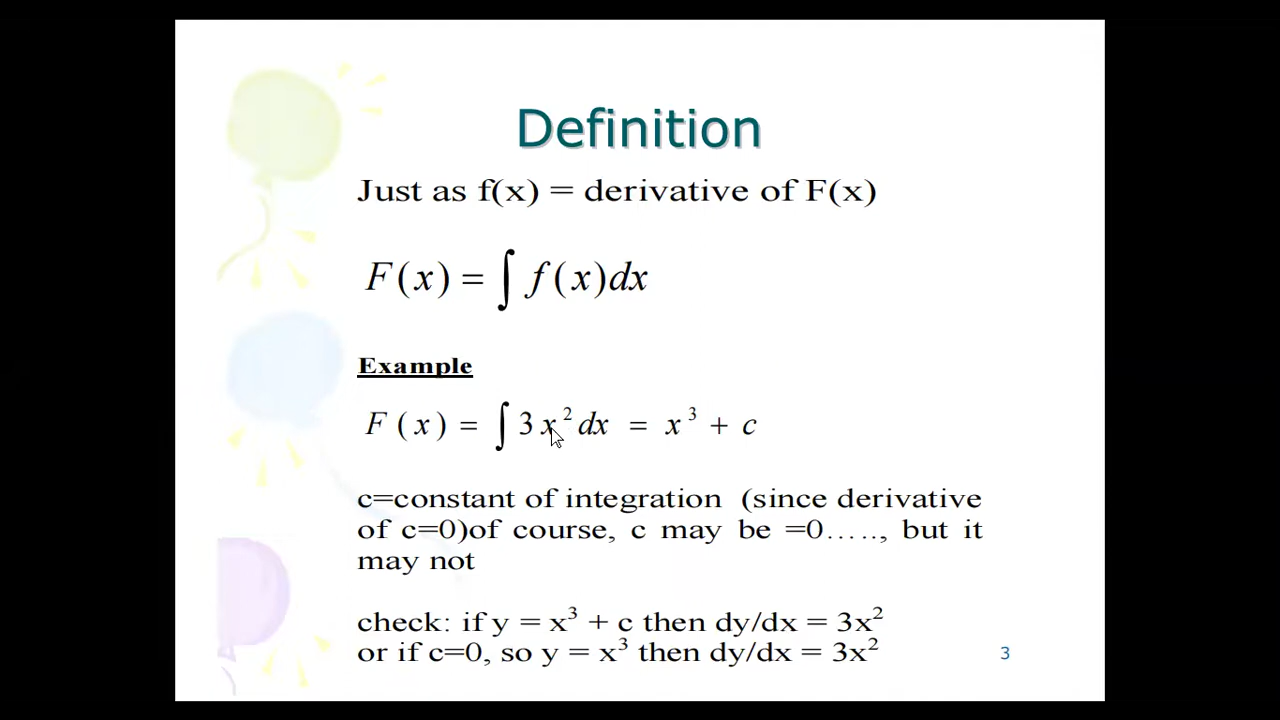 Definition
Just as f(x) = derivative of F(x)
F(x) = ∫ f(x)dx
Example
F(x) = ∫ 3x² dx = x³ + c
c=constant of integration (since derivative
of c=0)of course, c may be =0….., but it
may not
check: if y = x³ + c then dy/dx = 3x²
or if c=0, so y = x³ then dy/dx = 3x²
3